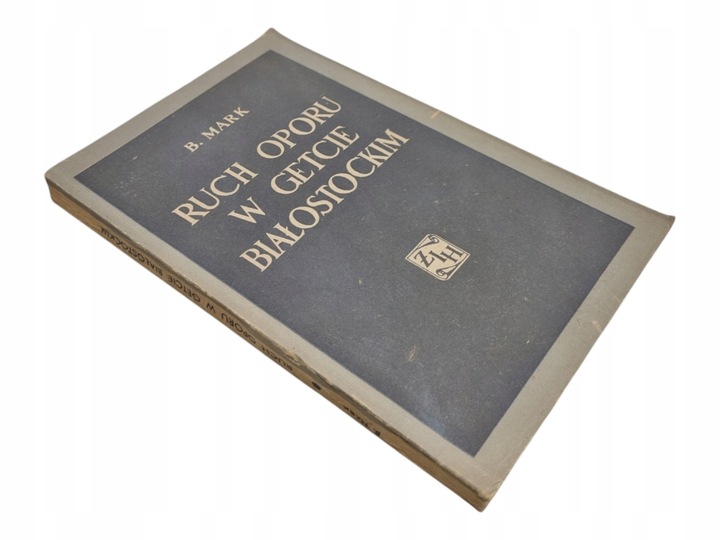 B. MARK
RUCH OPORU
W GETCIE
BIAŁOSTOCKIM
ŻIH
RUCH OPORU W GETCIE BIAŁOSTOCKIM